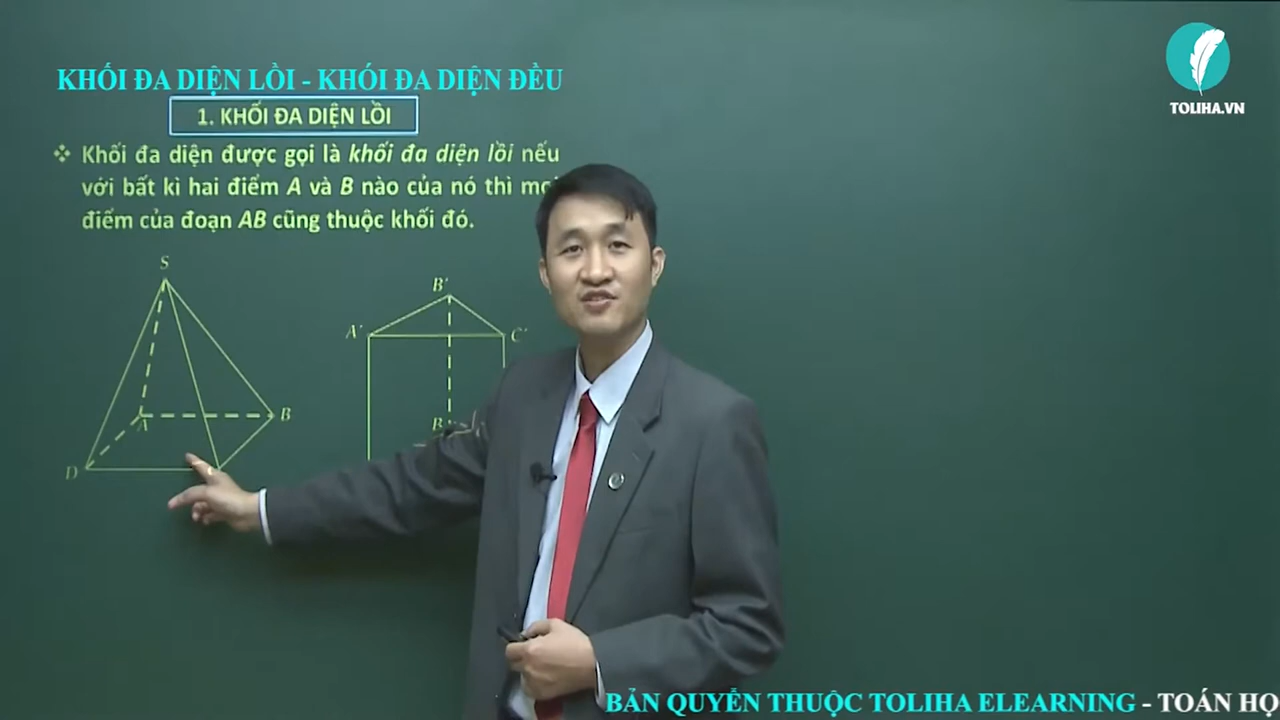 TOLIHA.VN
KHỐI ĐA DIỆN LỒI - KHÓI ĐA DIỆN ĐỀU
1. KHỐI ĐA DIỆN LỒI
❖ Khối đa diện được gọi là khối đa diện lồi nếu
với bất kì hai điểm A và B nào của nó thì mọi
điểm của đoạn AB cũng thuộc khối đó.
S
B'
A'
C'
A
B
B
D
C
BẢN QUYỀN THUỘC TOLIHA ELEARNING - TOÁN HỌ